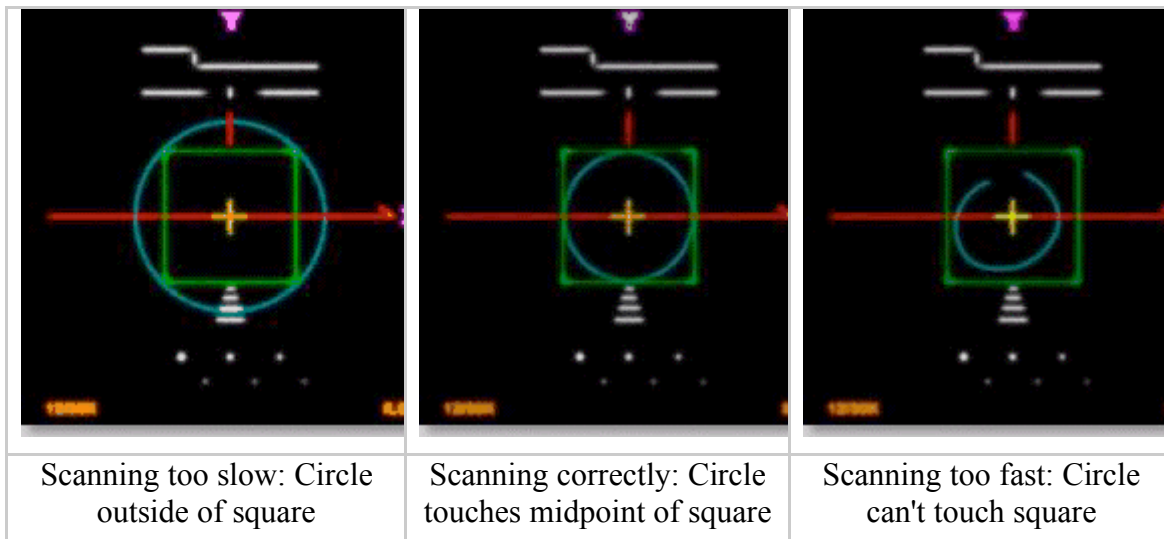 Scanning too slow: Circle
outside of square
Scanning correctly: Circle
touches midpoint of square
Scanning too fast: Circle
can't touch square